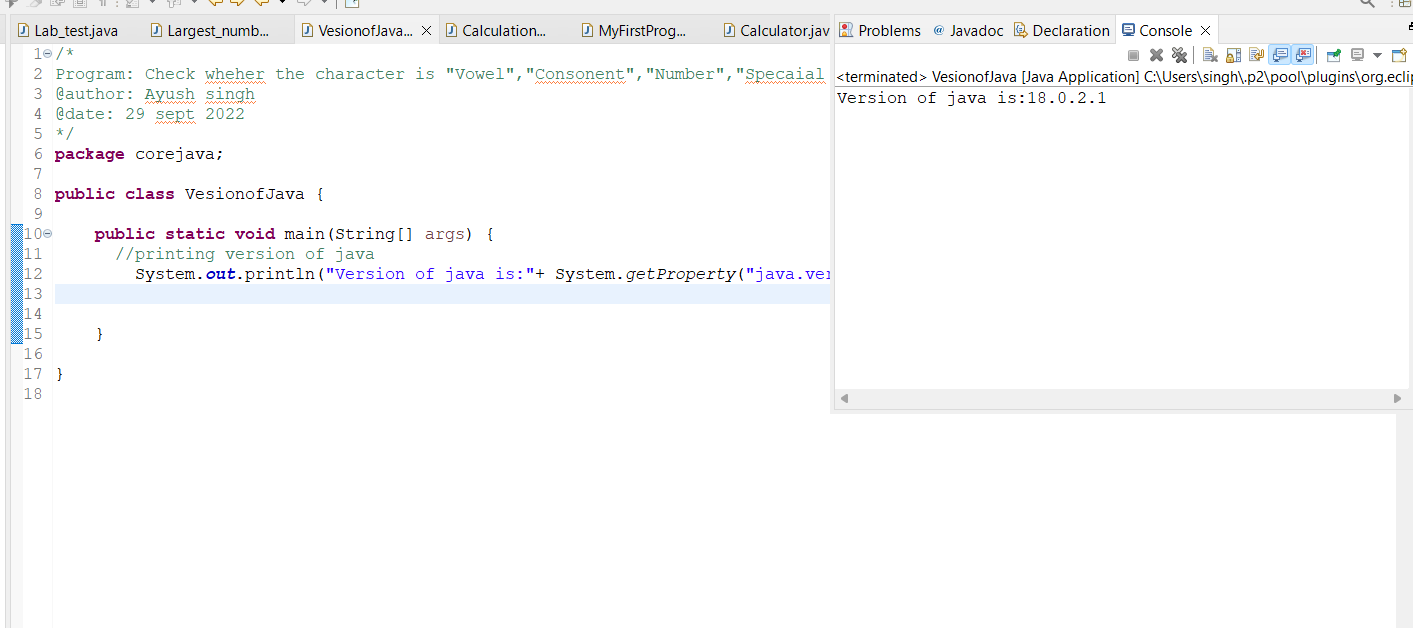 Lab_test.java Largest_numb... VesionofJava... Calculation... MyFirstProg... Calculator.jav
Problems @ Javadoc Declaration Console
<terminated> VesionofJava [Java Application] C:\Users\singh\.p2\pool\plugins\org.eclip
Version of java is:18.0.2.1
1 /*
2 Program: Check wheher the character is "Vowel","Consonent","Number","Specaial
3 @author: Ayush singh
4 @date: 29 sept 2022
5 */
6 package corejava;
7
8 public class VesionofJava {
9
10 public static void main(String[] args) {
11 //printing version of java
12 System.out.println("Version of java is:"+ System.getProperty("java.ver
13
14
15 }
16
17 }
18